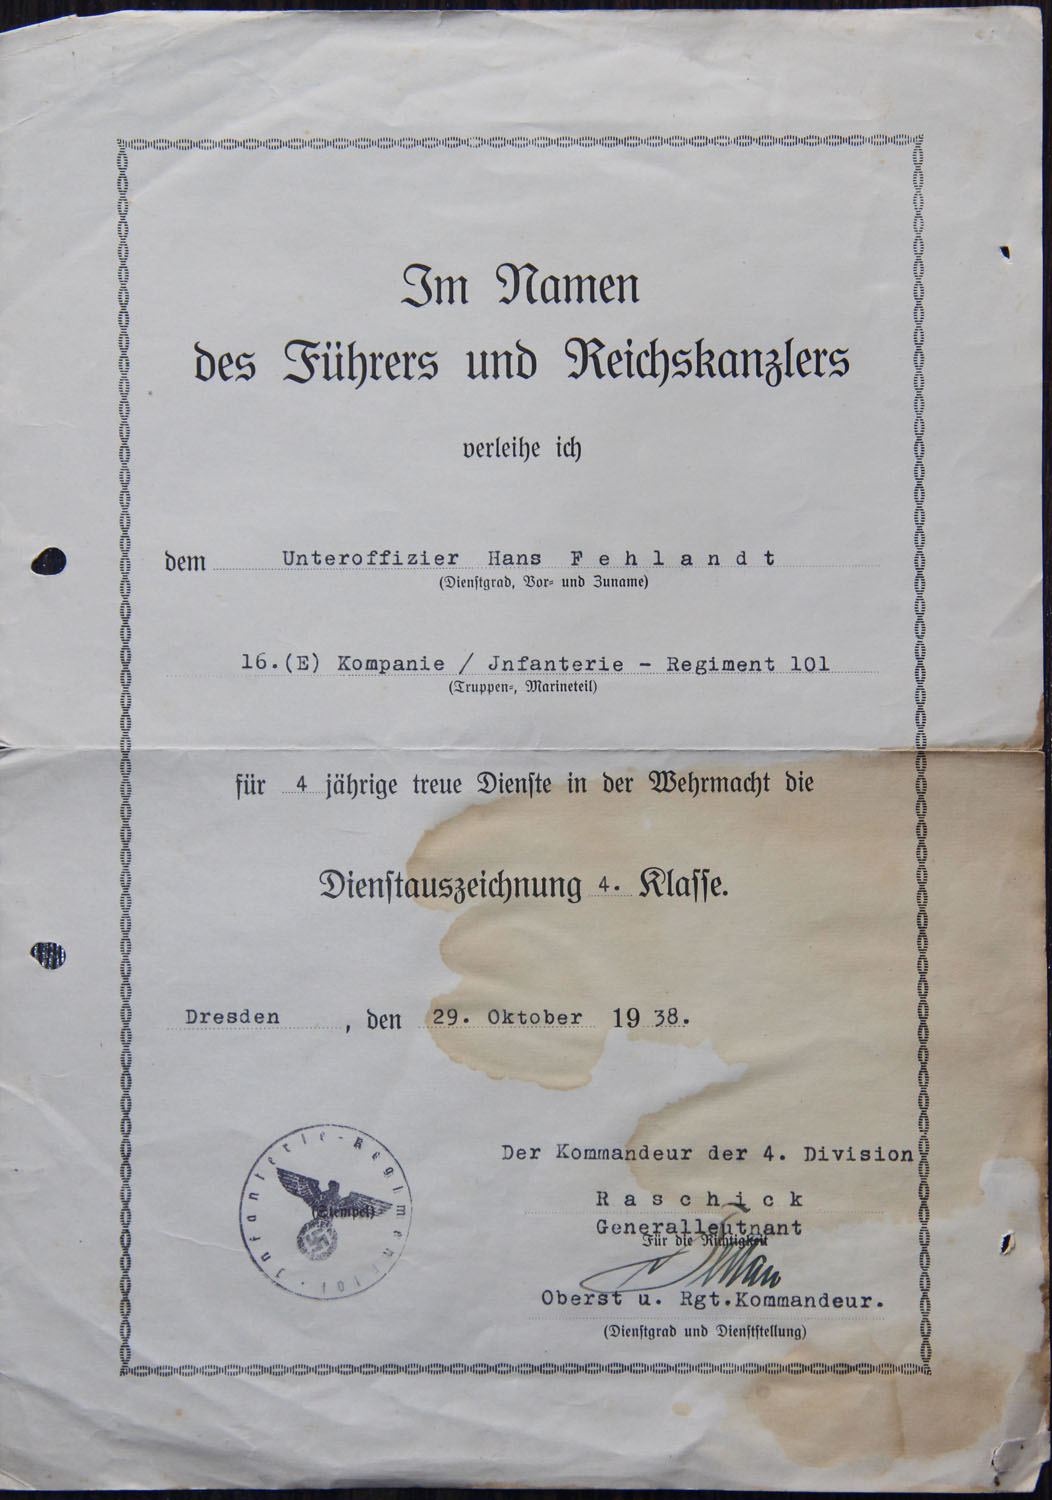 Im Namen
des Führers und Reichskanzlers
verleihe ich
dem Unteroffizier Hans F e h l a n d t
(Dienstgrad, Vor- und Zuname)
16.(E) Kompanie / Jnfanterie - Regiment 101
(Truppen-, Marineteil)
für 4 jährige treue Dienste in der Wehrmacht die
Dienstauszeichnung 4. Klasse.
Dresden , den 29. Oktober 19 38.
Der Kommandeur der 4. Division
R a s c h i c k
Generalleutnant
Für die Richtigkeit
Oberst u. Rgt.Kommandeur.
(Dienstgrad und Dienststellung)
Infanterie-Regiment 101
(Stempel)